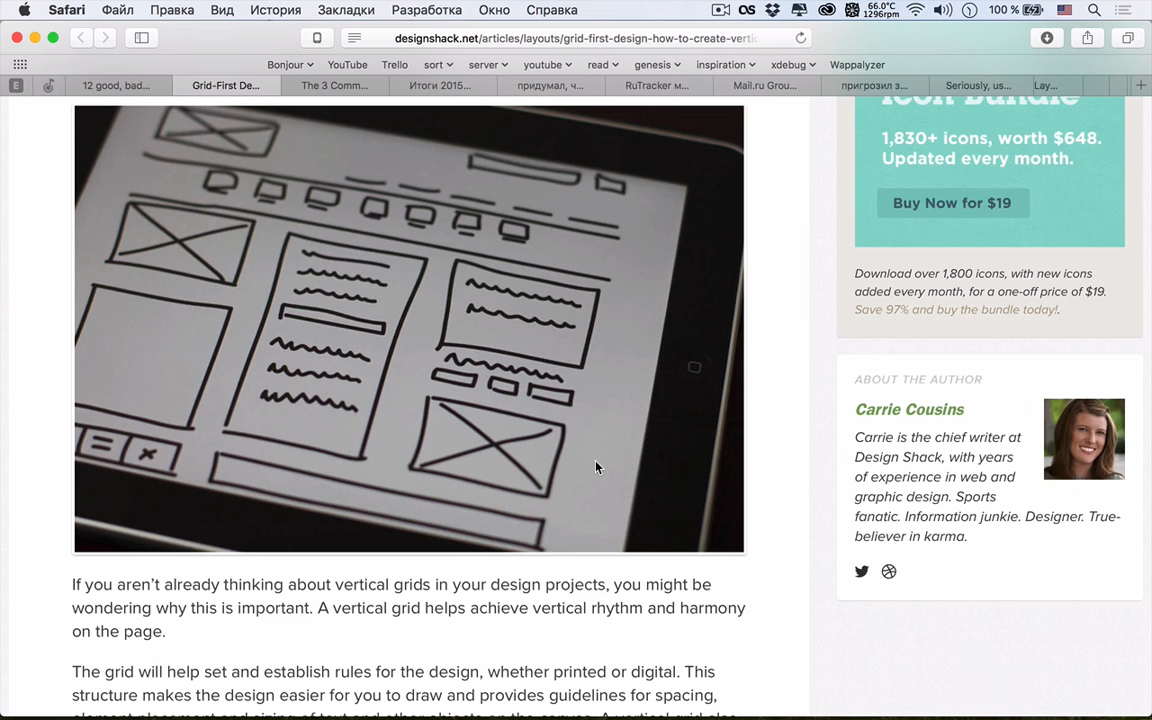 Safari Файл Правка Вид История Закладки Разработка Окно Справка
66.0°C
1296rpm
100 %
designshack.net/articles/layouts/grid-first-design-how-to-create-vertic
Bonjour YouTube Trello sort server youtube read genesis inspiration xdebug Wappalyzer
E 12 good, bad... Grid-First De... The 3 Comm... Итоги 2015... придумал, ч... RuTracker м... Mail.ru Grou... пригрозил з... Seriously, us... Lay...
Icon Bundle
1,830+ icons, worth $648.
Updated every month.
Buy Now for $19
Download over 1,800 icons, with new icons
added every month, for a one-off price of $19.
Save 97% and buy the bundle today!.
ABOUT THE AUTHOR
Carrie Cousins
Carrie is the chief writer at
Design Shack, with years
of experience in web and
graphic design. Sports
fanatic. Information junkie. Designer. True-
believer in karma.
If you aren’t already thinking about vertical grids in your design projects, you might be
wondering why this is important. A vertical grid helps achieve vertical rhythm and harmony
on the page.
The grid will help set and establish rules for the design, whether printed or digital. This
structure makes the design easier for you to draw and provides guidelines for spacing,